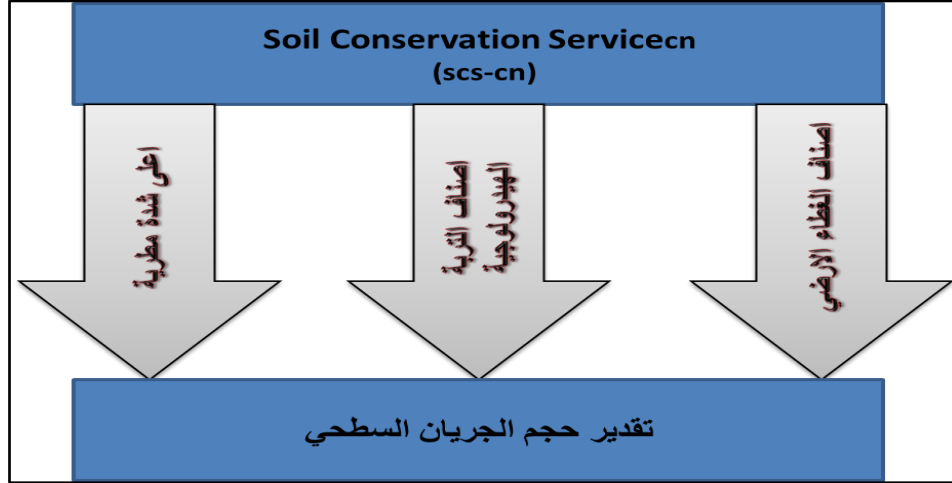 Soil Conservation Servicecn
(scs-cn)
اصناف الغطاء الارضي
اصناف التربة
الهيدرولوجية
اعلى شدة مطرية
تقدير حجم الجريان السطحي